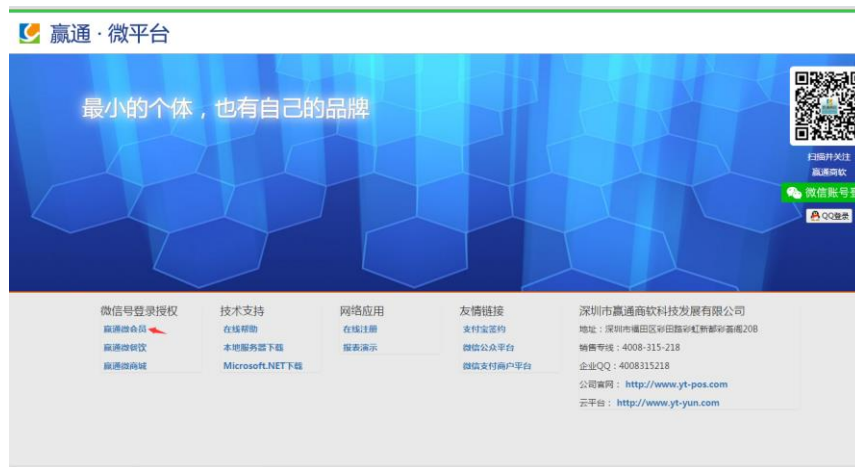 赢通·微平台
最小的个体，也有自己的品牌
扫描并关注
赢通商软
微信账号登
QQ登录
微信号登录授权
赢通微会员
赢通微餐饮
赢通微商城
技术支持
在线帮助
本地服务器下载
Microsoft.NET下载
网络应用
在线注册
报表演示
友情链接
支付宝签约
微信公众平台
微信支付商户平台
深圳市赢通商软科技发展有限公司
地址：深圳市福田区彩田路彩虹新都彩荟阁20B
销售专线：4008-315-218
企业QQ：4008315218
公司官网： http://www.yt-pos.com
云平台： http://www.yt-yun.com